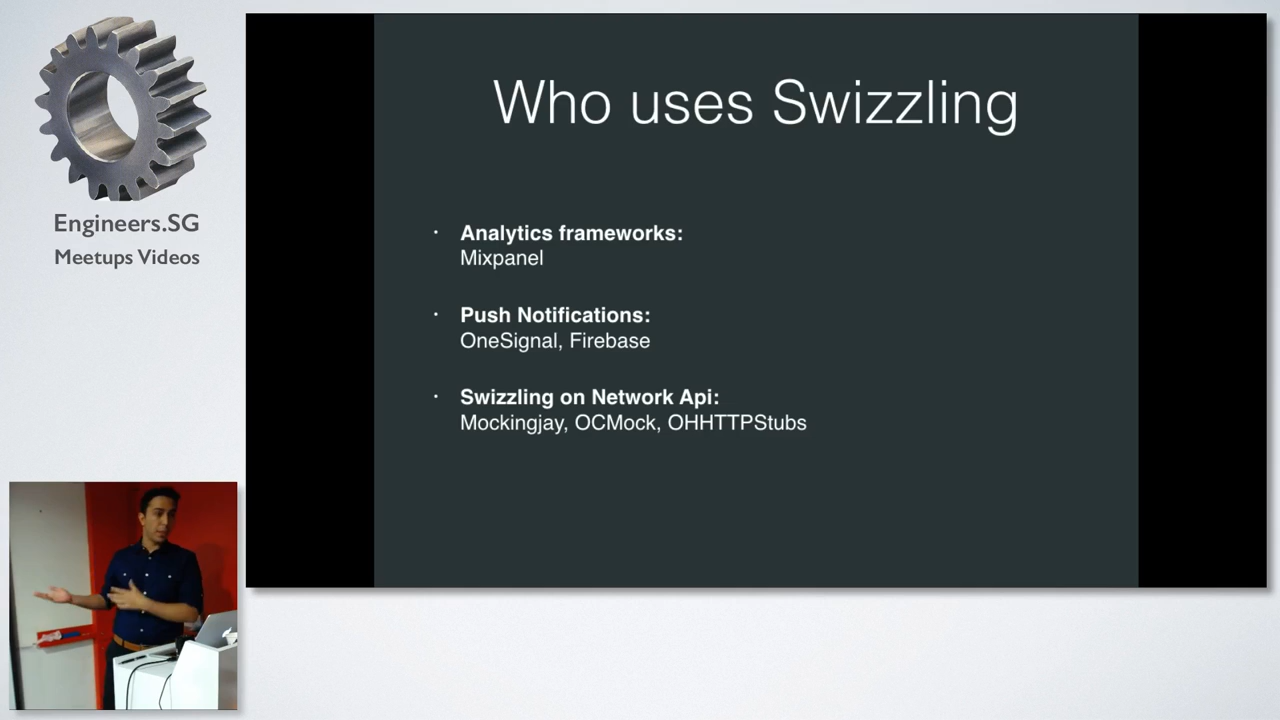 Engineers.SG
Meetups Videos
Who uses Swizzling
· Analytics frameworks:
Mixpanel
· Push Notifications:
OneSignal, Firebase
· Swizzling on Network Api:
Mockingjay, OCMock, OHHTTPStubs